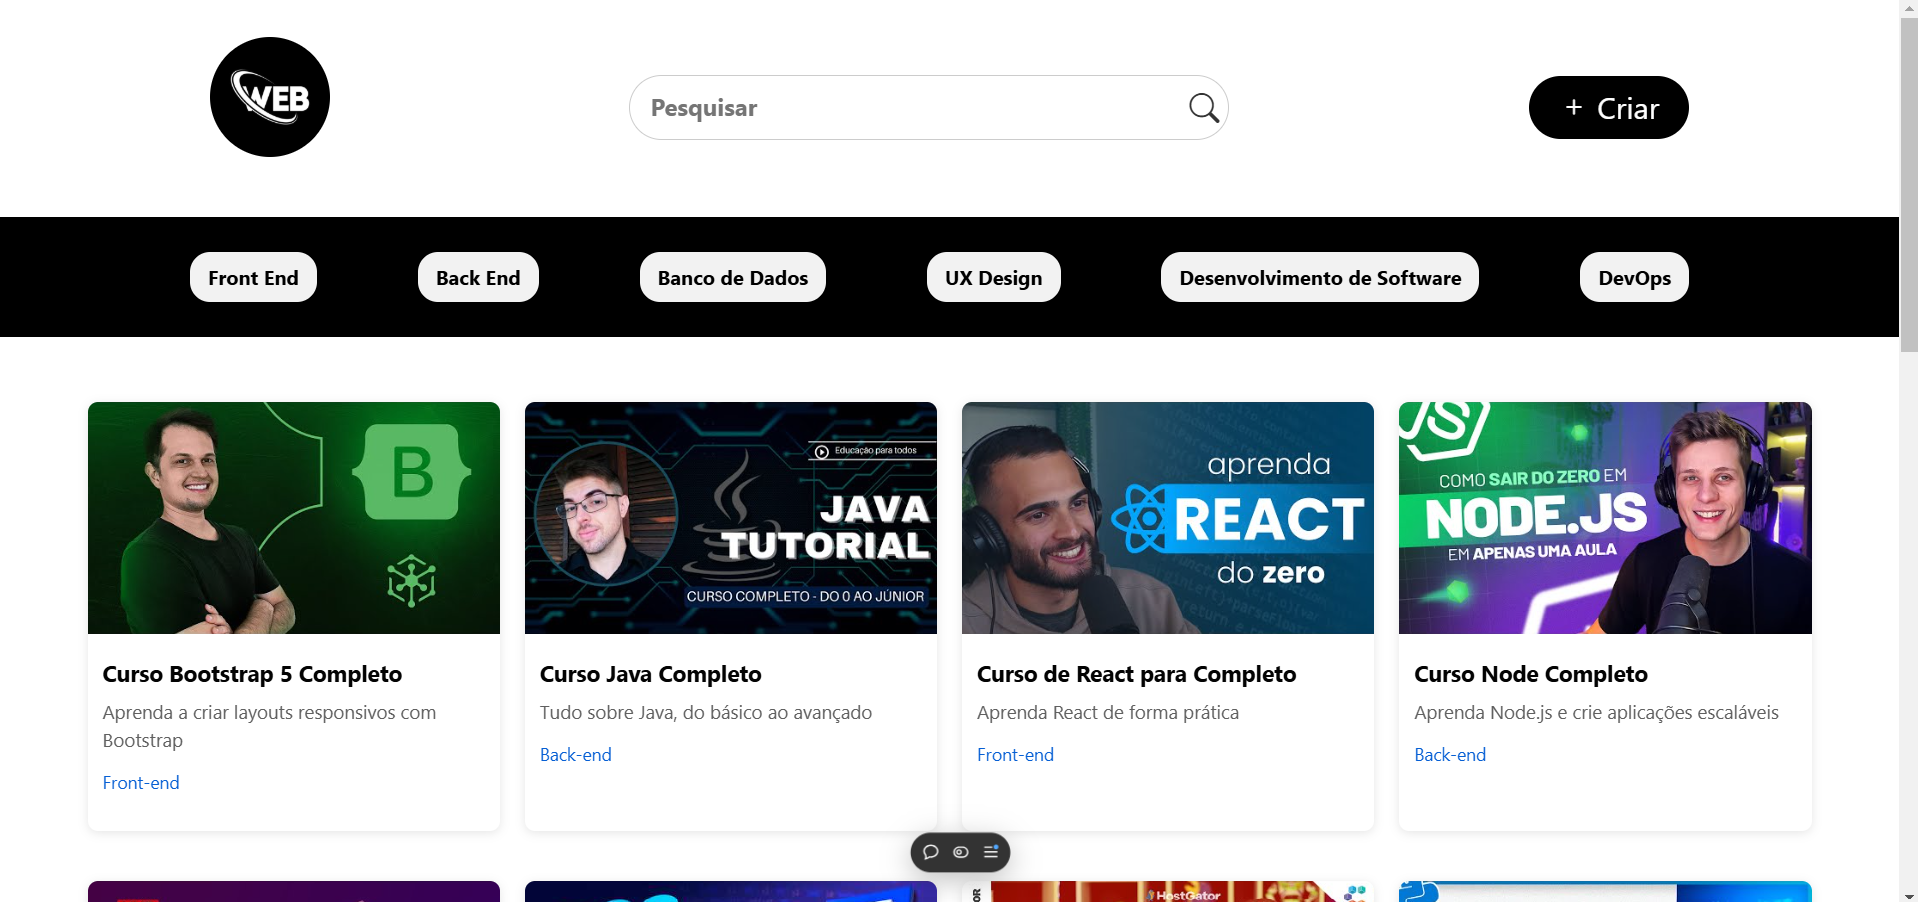 WEB
Pesquisar
+ Criar
Front End
Back End
Banco de Dados
UX Design
Desenvolvimento de Software
DevOps
B
Educação para todos
JAVA
TUTORIAL
CURSO COMPLETO - DO 0 AO JÚNIOR
aprenda
REACT
do zero
JS
COMO SAIR DO ZERO EM
NODE.JS
EM APENAS UMA AULA
Curso Bootstrap 5 Completo
Aprenda a criar layouts responsivos com
Bootstrap
Front-end
Curso Java Completo
Tudo sobre Java, do básico ao avançado
Back-end
Curso de React para Completo
Aprenda React de forma prática
Front-end
Curso Node Completo
Aprenda Node.js e crie aplicações escaláveis
Back-end
HostGator